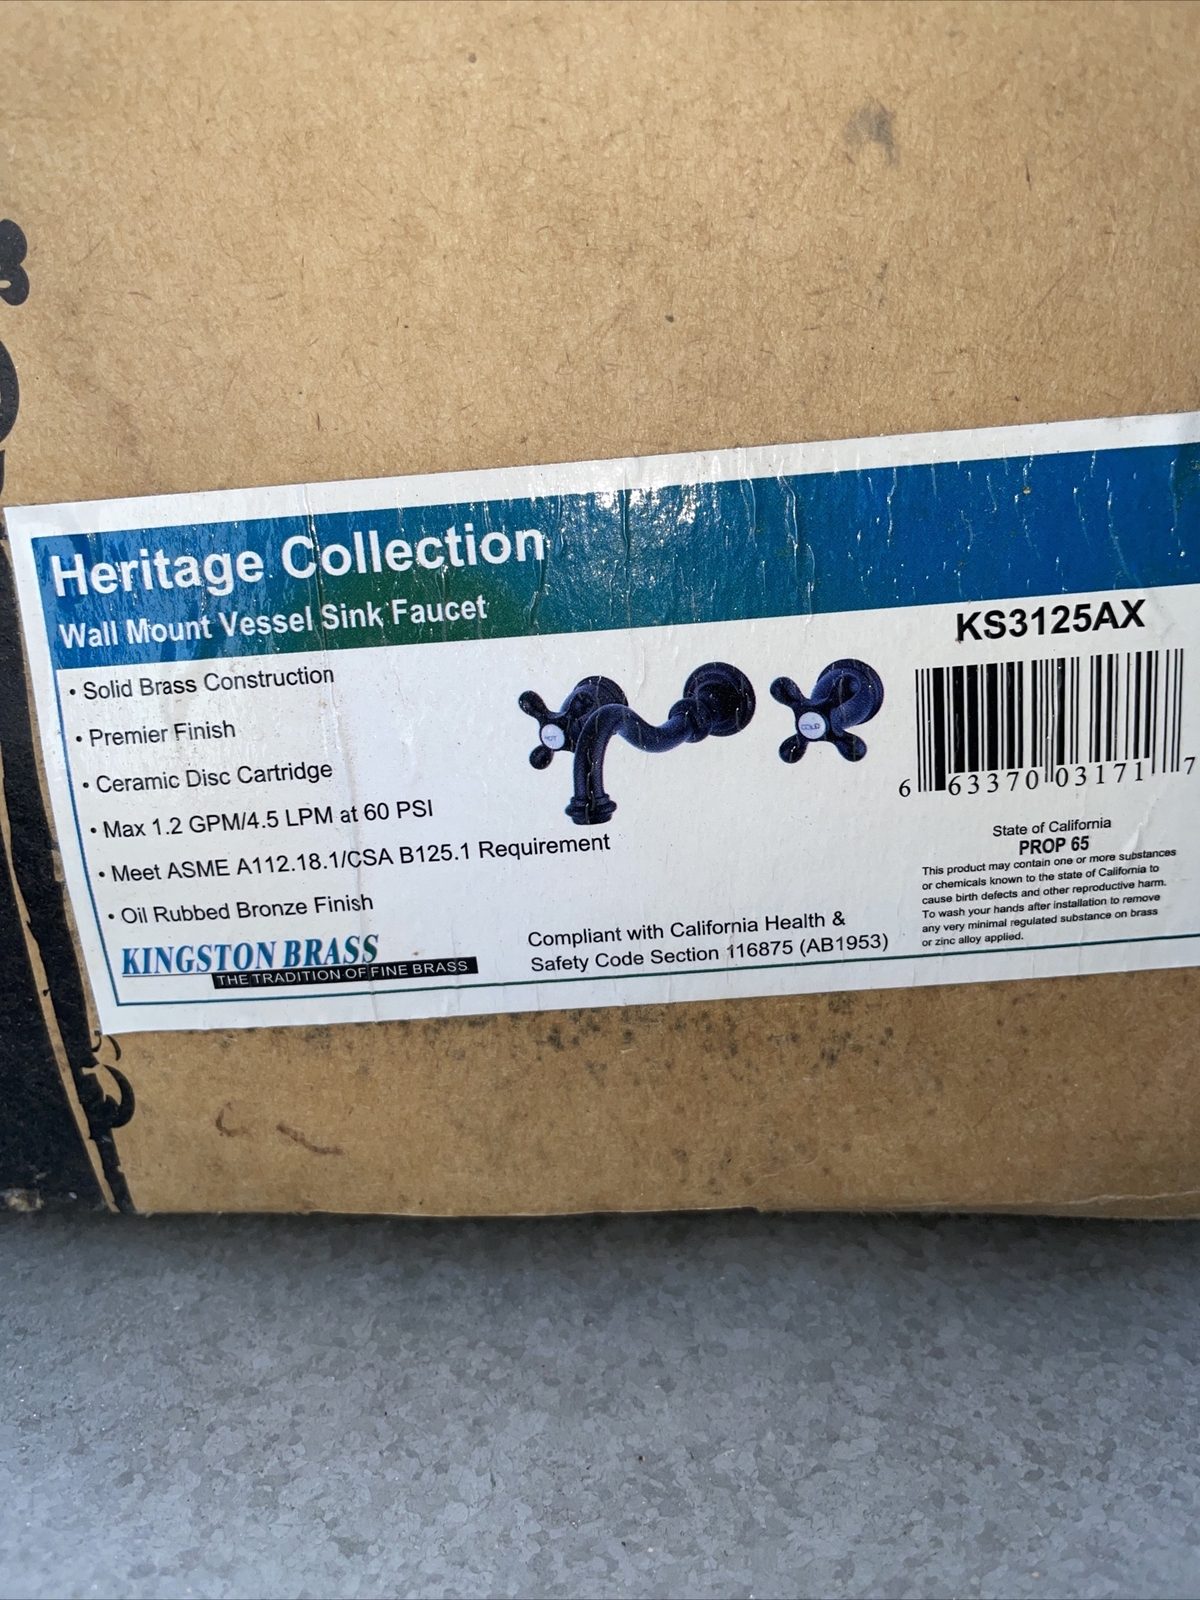 Heritage Collection
Wall Mount Vessel Sink Faucet
• Solid Brass Construction
• Premier Finish
• Ceramic Disc Cartridge
• Max 1.2 GPM/4.5 LPM at 60 PSI
• Meet ASME A112.18.1/CSA B125.1 Requirement
• Oil Rubbed Bronze Finish
KINGSTON BRASS
THE TRADITION OF FINE BRASS
COLD
Compliant with California Health &
Safety Code Section 116875 (AB1953)
KS3125AX
6 63370 03171 7
State of California
PROP 65
This product may contain one or more substances
or chemicals known to the state of California to
cause birth defects and other reproductive harm.
To wash your hands after installation to remove
any very minimal regulated substance on brass
or zinc alloy applied.